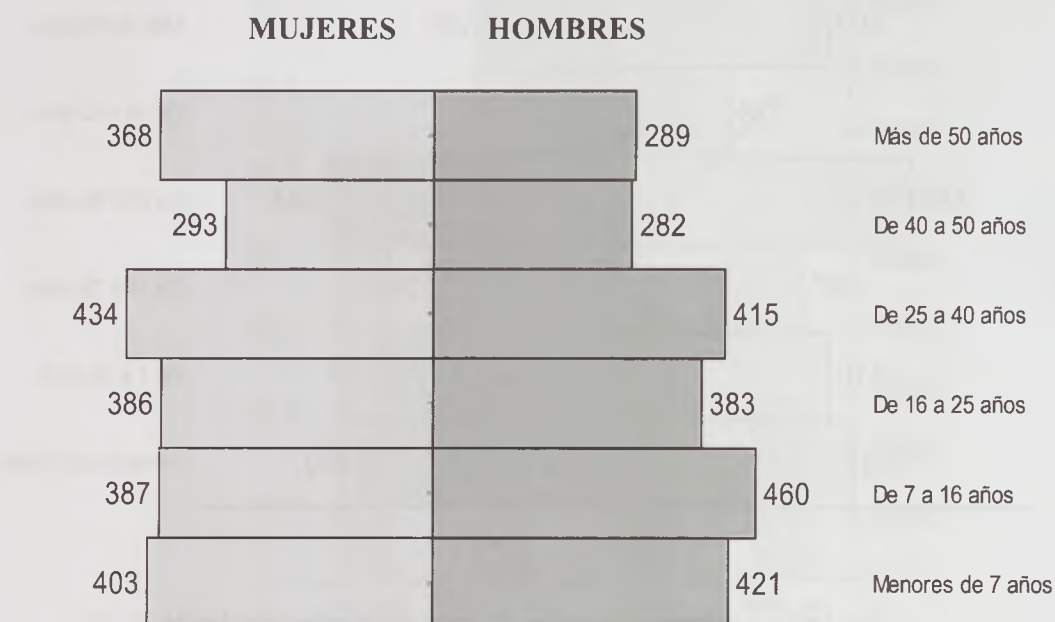 MUJERES HOMBRES
368 289 Más de 50 años
293 282 De 40 a 50 años
434 415 De 25 a 40 años
386 383 De 16 a 25 años
387 460 De 7 a 16 años
403 421 Menores de 7 años